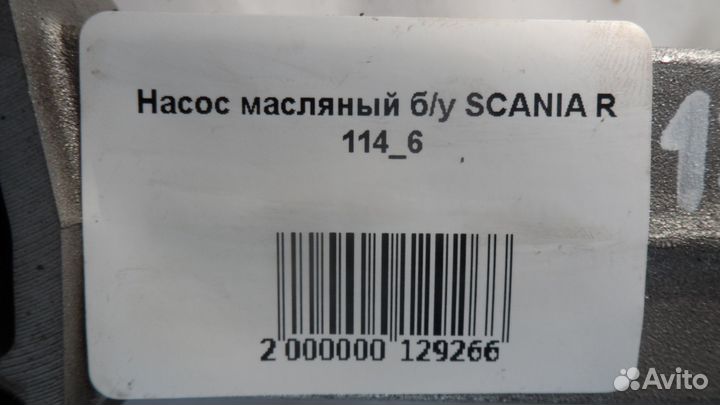 Насос масляный б/у SCANIA R
114_6
2 000000 129266
Avito